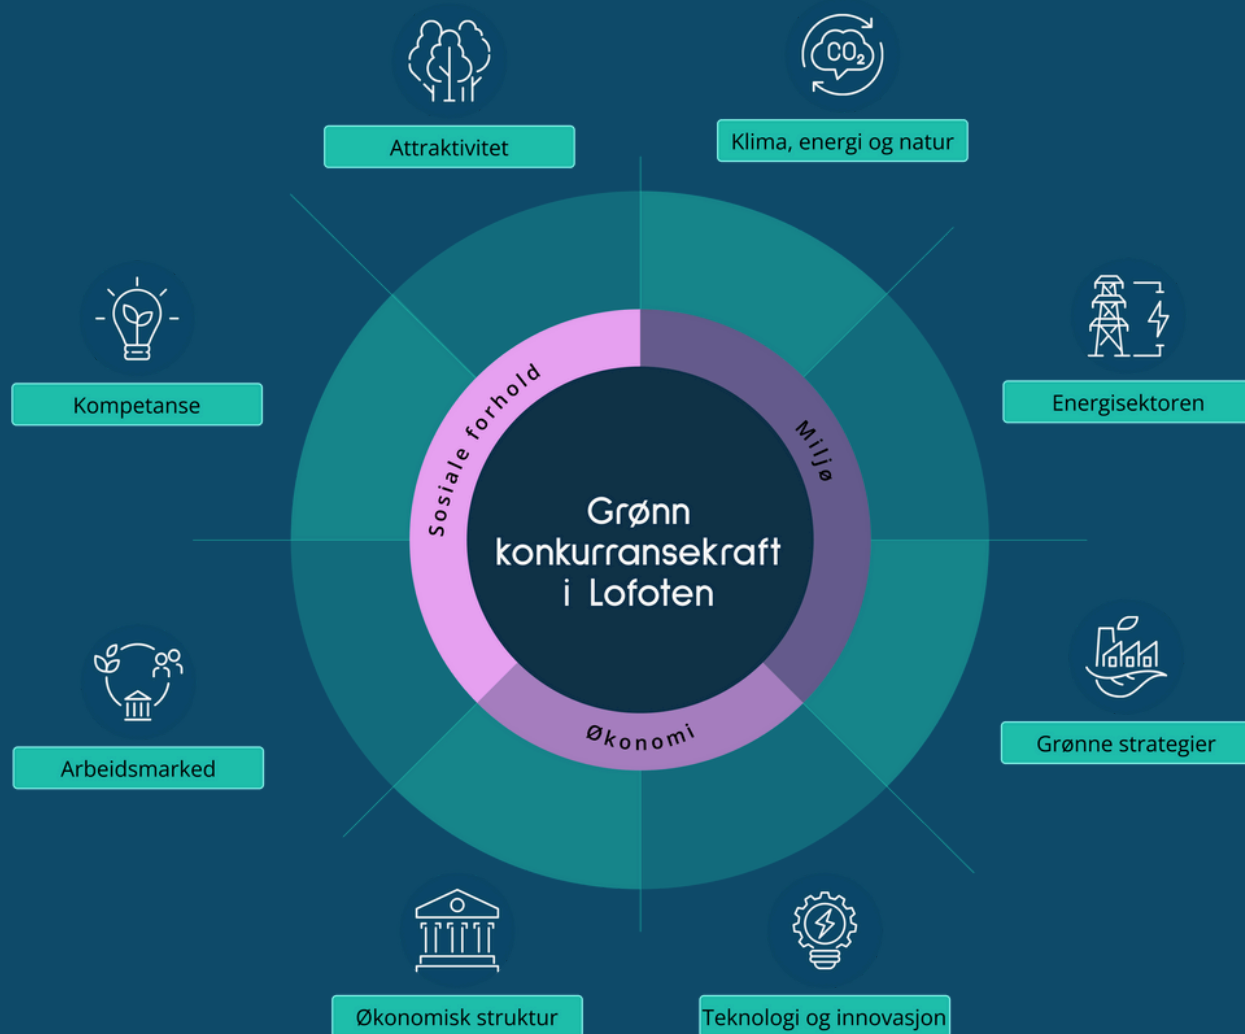 CO₂
Attraktivitet
Klima, energi og natur
Kompetanse
Energisektoren
Sosiale forhold
Miljø
Grønn
konkurransekraft
i Lofoten
Arbeidsmarked
Grønne strategier
Økonomi
Økonomisk struktur
Teknologi og innovasjon